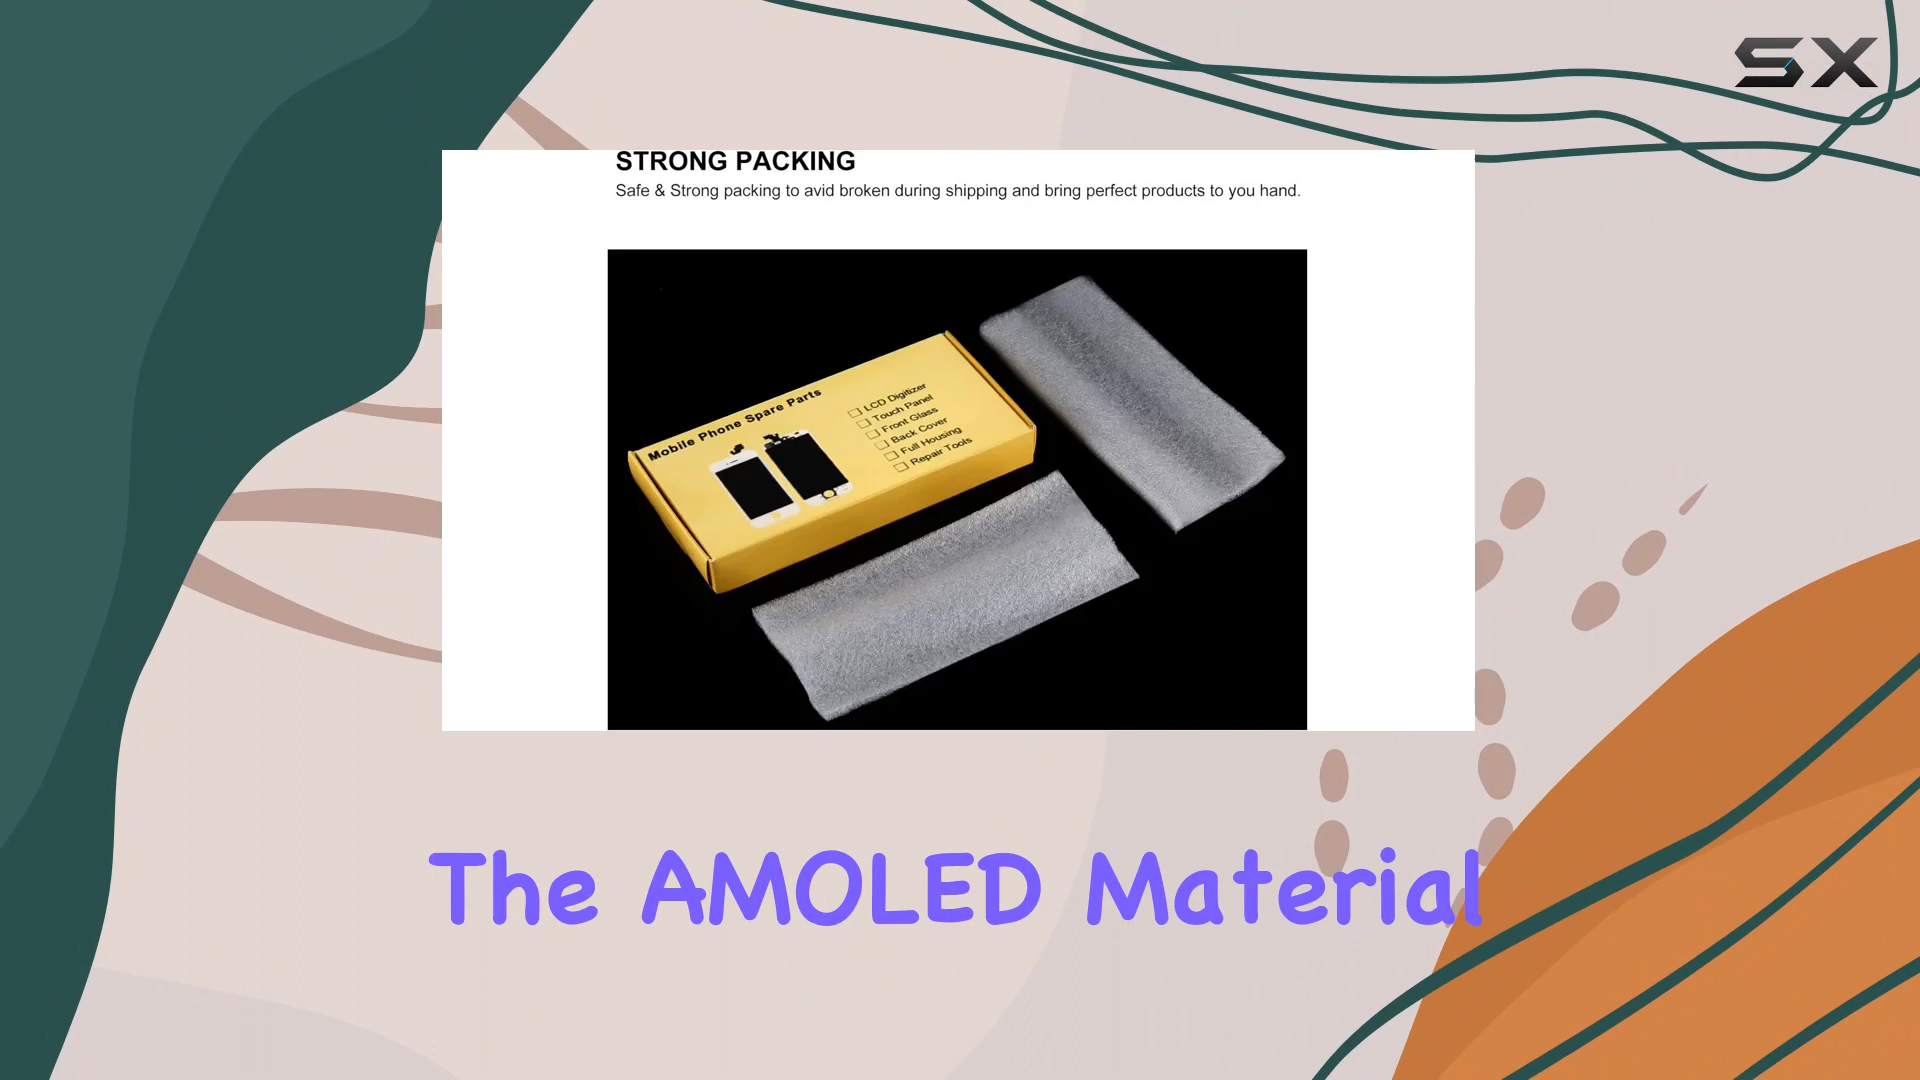 SX
STRONG PACKING
Safe & Strong packing to avid broken during shipping and bring perfect products to you hand.
Mobile Phone Spare Parts
LCD Digitizer
Touch Panel
Front Glass
Back Cover
Full Housing
Repair Tools
The AMOLED Material